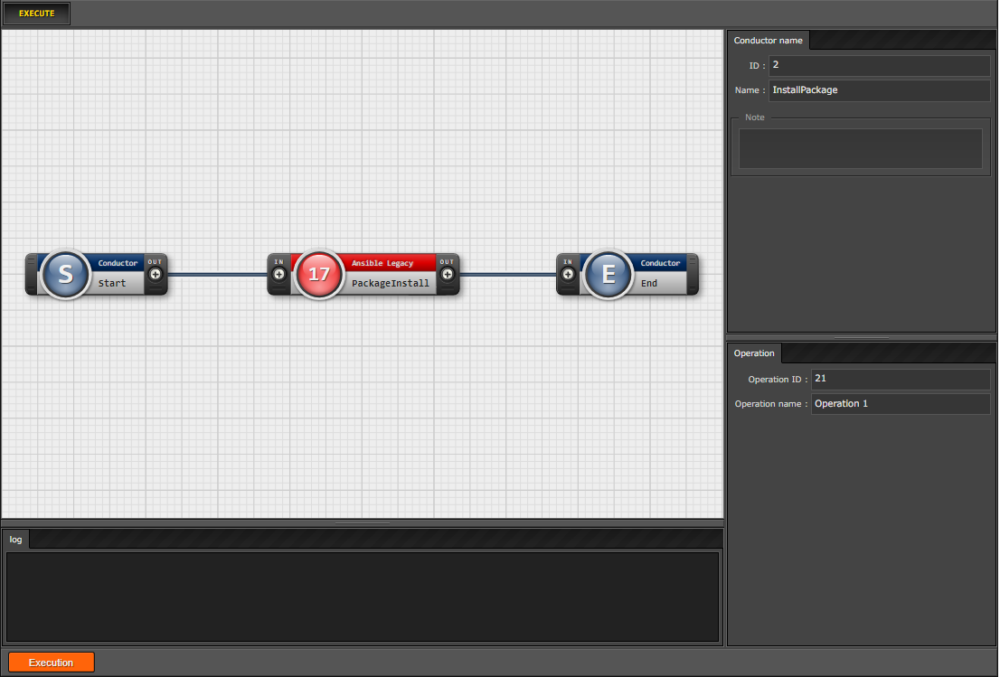 EXECUTE
Conductor name
ID : 2
Name : InstallPackage
Note
S Conductor OUT
Start
IN 17 Ansible Legacy OUT
PackageInstall
IN E Conductor
End
Operation
Operation ID : 21
Operation name : Operation 1
log
Execution